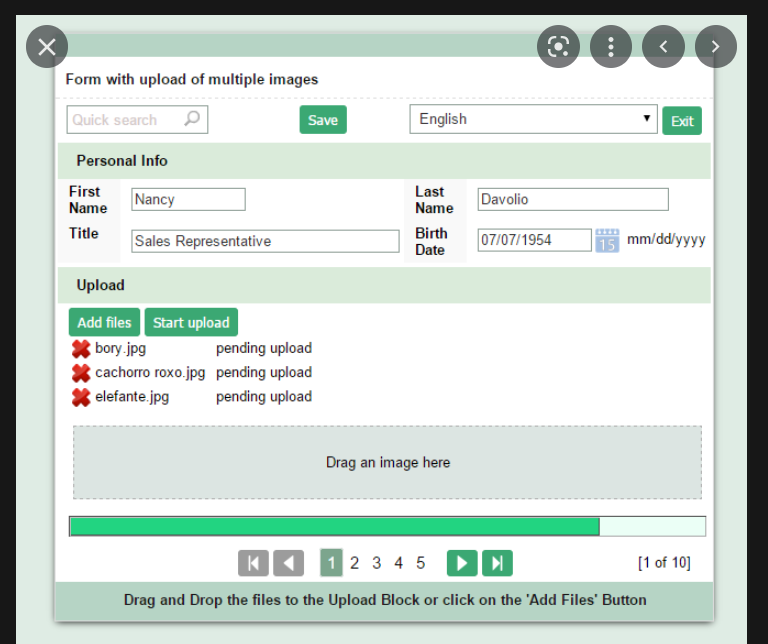 Form with upload of multiple images
Quick search Save English Exit
Personal Info
First Name Nancy Last Name Davolio
Title Sales Representative Birth Date 07/07/1954 15 mm/dd/yyyy
Upload
Add files Start upload
bory.jpg pending upload
cachorro roxo.jpg pending upload
elefante.jpg pending upload
Drag an image here
1 2 3 4 5 [1 of 10]
Drag and Drop the files to the Upload Block or click on the 'Add Files' Button